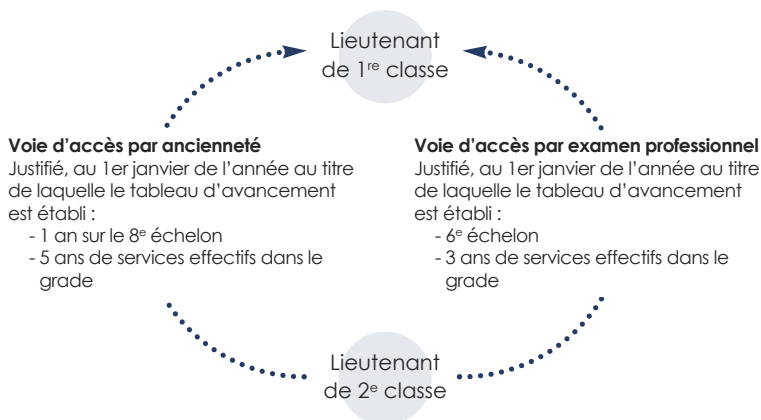 Lieutenant
de 1re classe
Voie d’accès par ancienneté
Justifié, au 1er janvier de l’année au titre
de laquelle le tableau d’avancement
est établi :
- 1 an sur le 8e échelon
- 5 ans de services effectifs dans le
grade
Voie d’accès par examen professionnel
Justifié, au 1er janvier de l’année au titre
de laquelle le tableau d’avancement
est établi :
- 6e échelon
- 3 ans de services effectifs dans le
grade
Lieutenant
de 2e classe